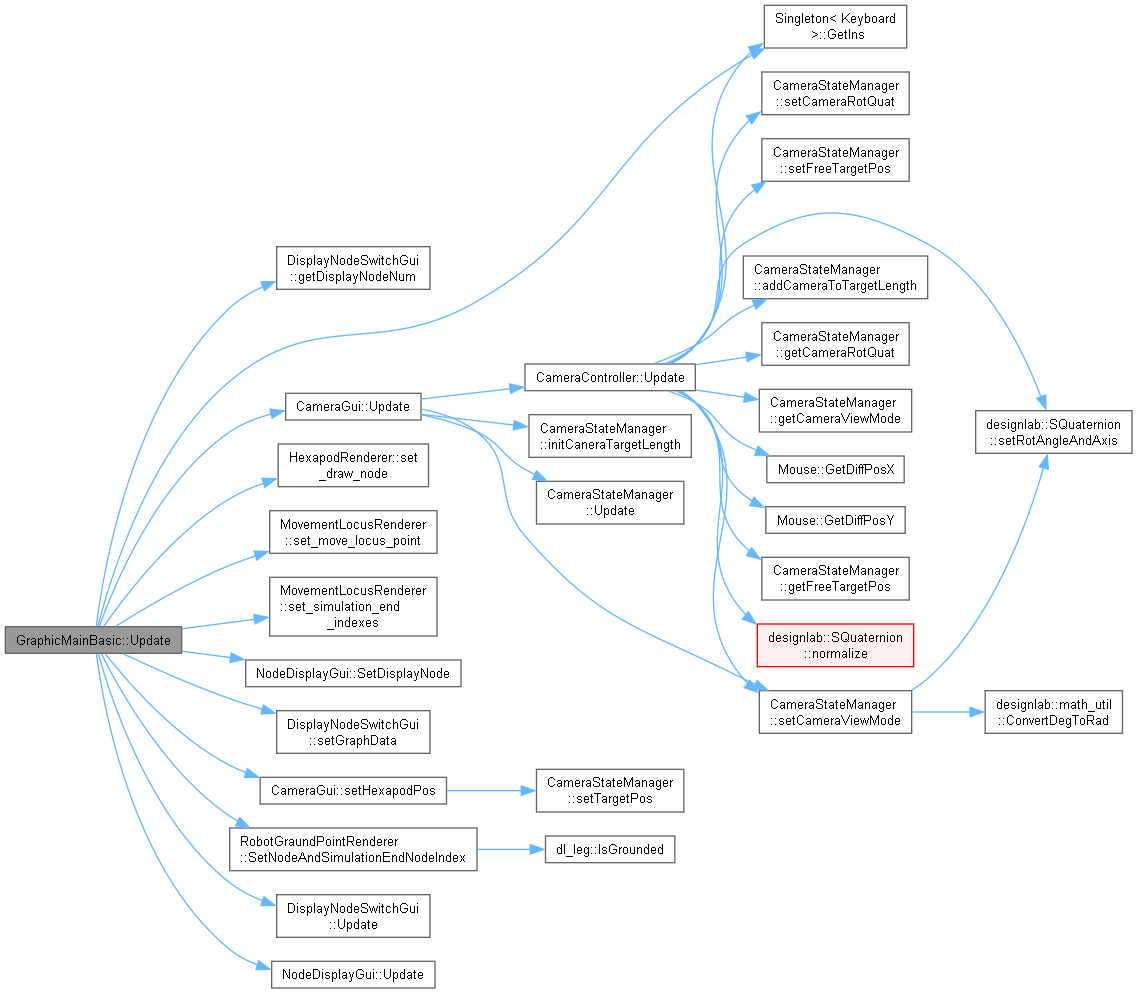 Singleton< Keyboard
>::GetIns
CameraStateManager
::setCameraRotQuat
CameraStateManager
::setFreeTargetPos
DisplayNodeSwitchGui
::getDisplayNodeNum
CameraStateManager
::addCameraToTargetLength
CameraStateManager
::getCameraRotQuat
CameraController::Update
CameraGui::Update
CameraStateManager
::getCameraViewMode
designlab::SQuaternion
::setRotAngleAndAxis
CameraStateManager
::initCaneraTargetLength
HexapodRenderer::set
_draw_node
Mouse::GetDiffPosX
CameraStateManager
::Update
Mouse::GetDiffPosY
MovementLocusRenderer
::set_move_locus_point
CameraStateManager
::getFreeTargetPos
MovementLocusRenderer
::set_simulation_end
_indexes
GraphicMainBasic::Update
designlab::SQuaternion
::normalize
NodeDisplayGui::SetDisplayNode
CameraStateManager
::setCameraViewMode
designlab::math_util
::ConvertDegToRad
DisplayNodeSwitchGui
::setGraphData
CameraGui::setHexapodPos
CameraStateManager
::setTargetPos
RobotGraundPointRenderer
::SetNodeAndSimulationEndNodeIndex
dl_leg::IsGrounded
DisplayNodeSwitchGui
::Update
NodeDisplayGui::Update